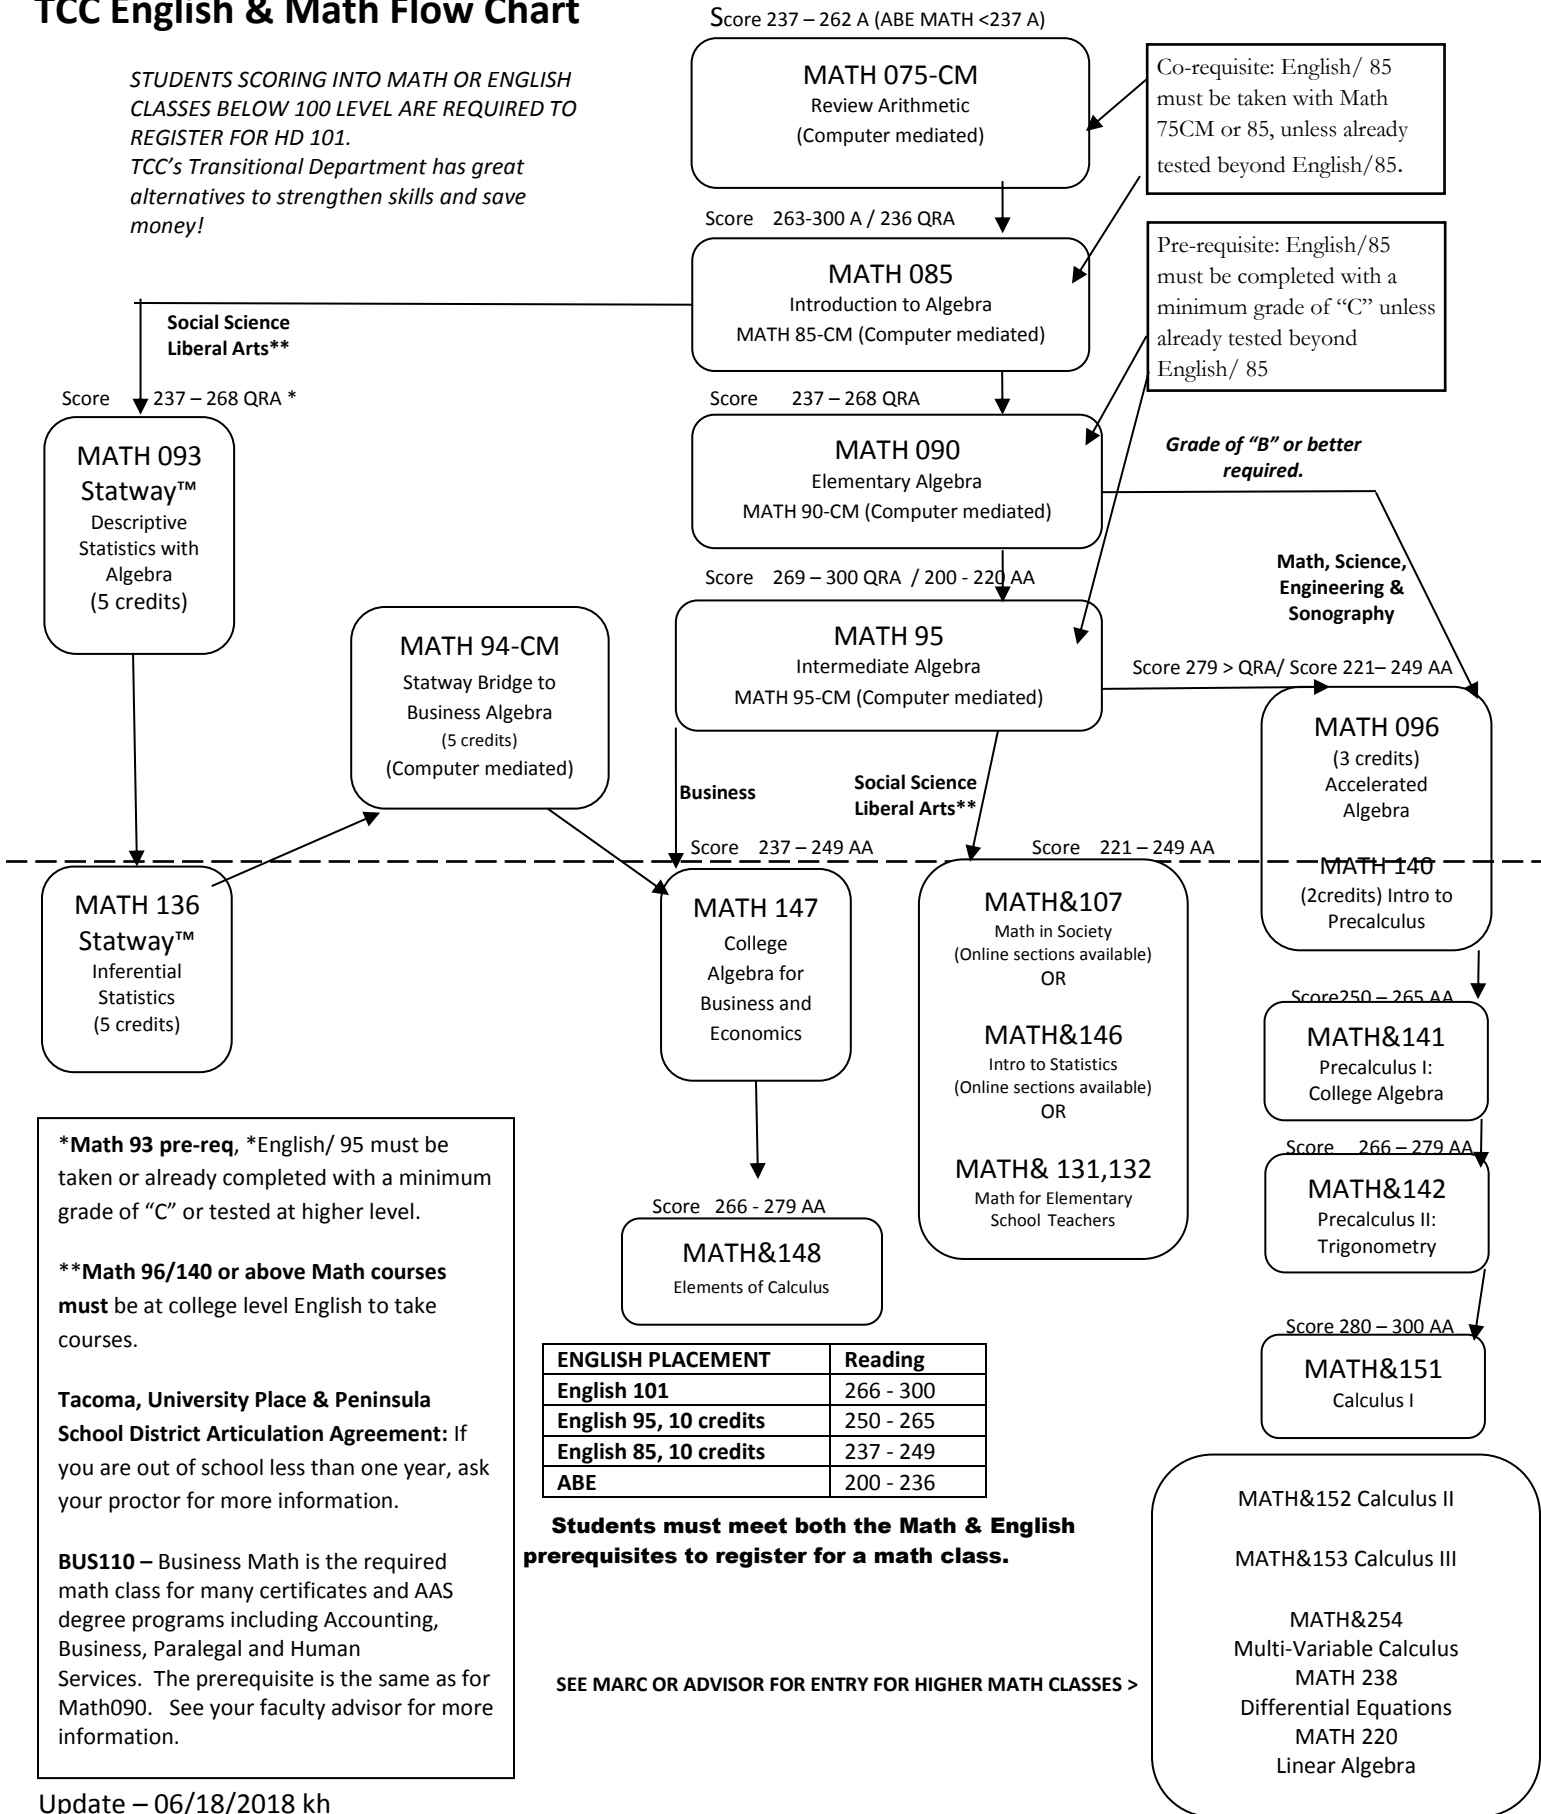 TCC English & Math Flow Chart
Score 237 – 262 A (ABE MATH <237 A)
STUDENTS SCORING INTO MATH OR ENGLISH
CLASSES BELOW 100 LEVEL ARE REQUIRED TO
REGISTER FOR HD 101.
TCC's Transitional Department has great
alternatives to strengthen skills and save
money!
MATH 075-CM
Review Arithmetic
(Computer mediated)
Co-requisite: English/ 85
must be taken with Math
75CM or 85, unless already
tested beyond English/85.
Score 263-300 A / 236 QRA
MATH 085
Introduction to Algebra
MATH 85-CM (Computer mediated)
Pre-requisite: English/85
must be completed with a
minimum grade of “C” unless
already tested beyond
English/ 85
Social Science
Liberal Arts**
Score 237 – 268 QRA *
MATH 093
Statway™
Descriptive
Statistics with
Algebra
(5 credits)
Score 237 – 268 QRA
MATH 090
Elementary Algebra
MATH 90-CM (Computer mediated)
Grade of “B” or better
required.
Math, Science,
Engineering &
Sonography
Score 269 – 300 QRA / 200 - 220 AA
MATH 95
Intermediate Algebra
MATH 95-CM (Computer mediated)
MATH 94-CM
Statway Bridge to
Business Algebra
(5 credits)
(Computer mediated)
Score 279 > QRA/ Score 221– 249 AA
MATH 096
(3 credits)
Accelerated
Algebra
MATH 140
(2credits) Intro to
Precalculus
Business
Social Science
Liberal Arts**
Score 237 – 249 AA
Score 221 – 249 AA
MATH 136
Statway™
Inferential
Statistics
(5 credits)
MATH 147
College
Algebra for
Business and
Economics
MATH&107
Math in Society
(Online sections available)
OR
MATH&146
Intro to Statistics
(Online sections available)
OR
MATH& 131,132
Math for Elementary
School Teachers
Score250 – 265 AA
MATH&141
Precalculus I:
College Algebra
Score 266 – 279 AA
MATH&142
Precalculus II:
Trigonometry
Score 280 – 300 AA
MATH&151
Calculus I
Score 266 - 279 AA
MATH&148
Elements of Calculus
*Math 93 pre-req, *English/ 95 must be
taken or already completed with a minimum
grade of “C” or tested at higher level.
**Math 96/140 or above Math courses
must be at college level English to take
courses.
Tacoma, University Place & Peninsula
School District Articulation Agreement: If
you are out of school less than one year, ask
your proctor for more information.
BUS110 – Business Math is the required
math class for many certificates and AAS
degree programs including Accounting,
Business, Paralegal and Human
Services. The prerequisite is the same as for
Math090. See your faculty advisor for more
information.
ENGLISH PLACEMENT Reading
English 101 266 - 300
English 95, 10 credits 250 - 265
English 85, 10 credits 237 - 249
ABE 200 - 236
Students must meet both the Math & English
prerequisites to register for a math class.
SEE MARC OR ADVISOR FOR ENTRY FOR HIGHER MATH CLASSES >
MATH&152 Calculus II
MATH&153 Calculus III
MATH&254
Multi-Variable Calculus
MATH 238
Differential Equations
MATH 220
Linear Algebra
Update – 06/18/2018 kh